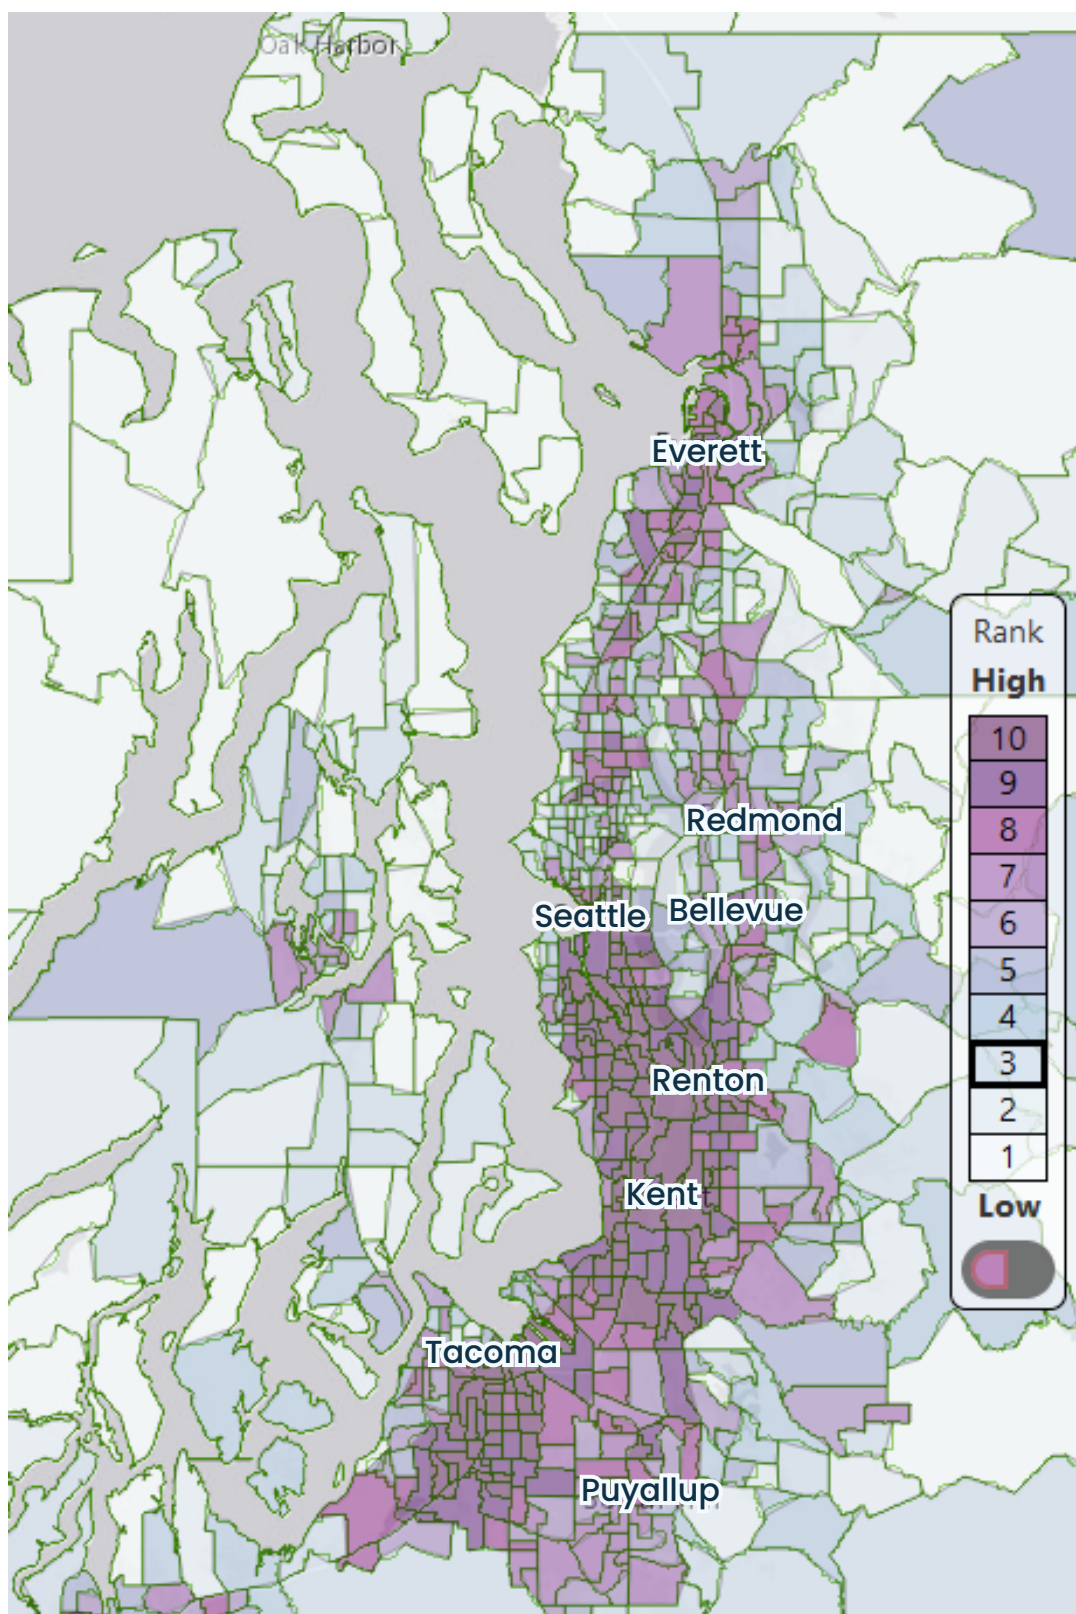 Oak Harbor
Everett
Rank
High
10
9
8
7
6
5
4
3
2
1
Low
Redmond
Seattle
Bellevue
Renton
Kent
Tacoma
Puyallup